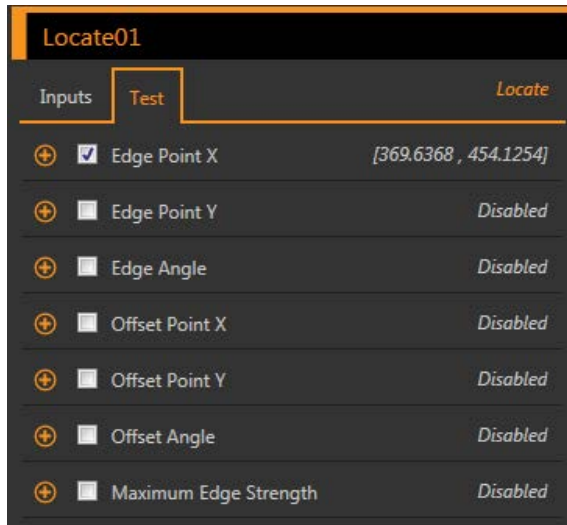 Locate01
Inputs Test Locate
Edge Point X [369.6368 , 454.1254]
Edge Point Y Disabled
Edge Angle Disabled
Offset Point X Disabled
Offset Point Y Disabled
Offset Angle Disabled
Maximum Edge Strength Disabled